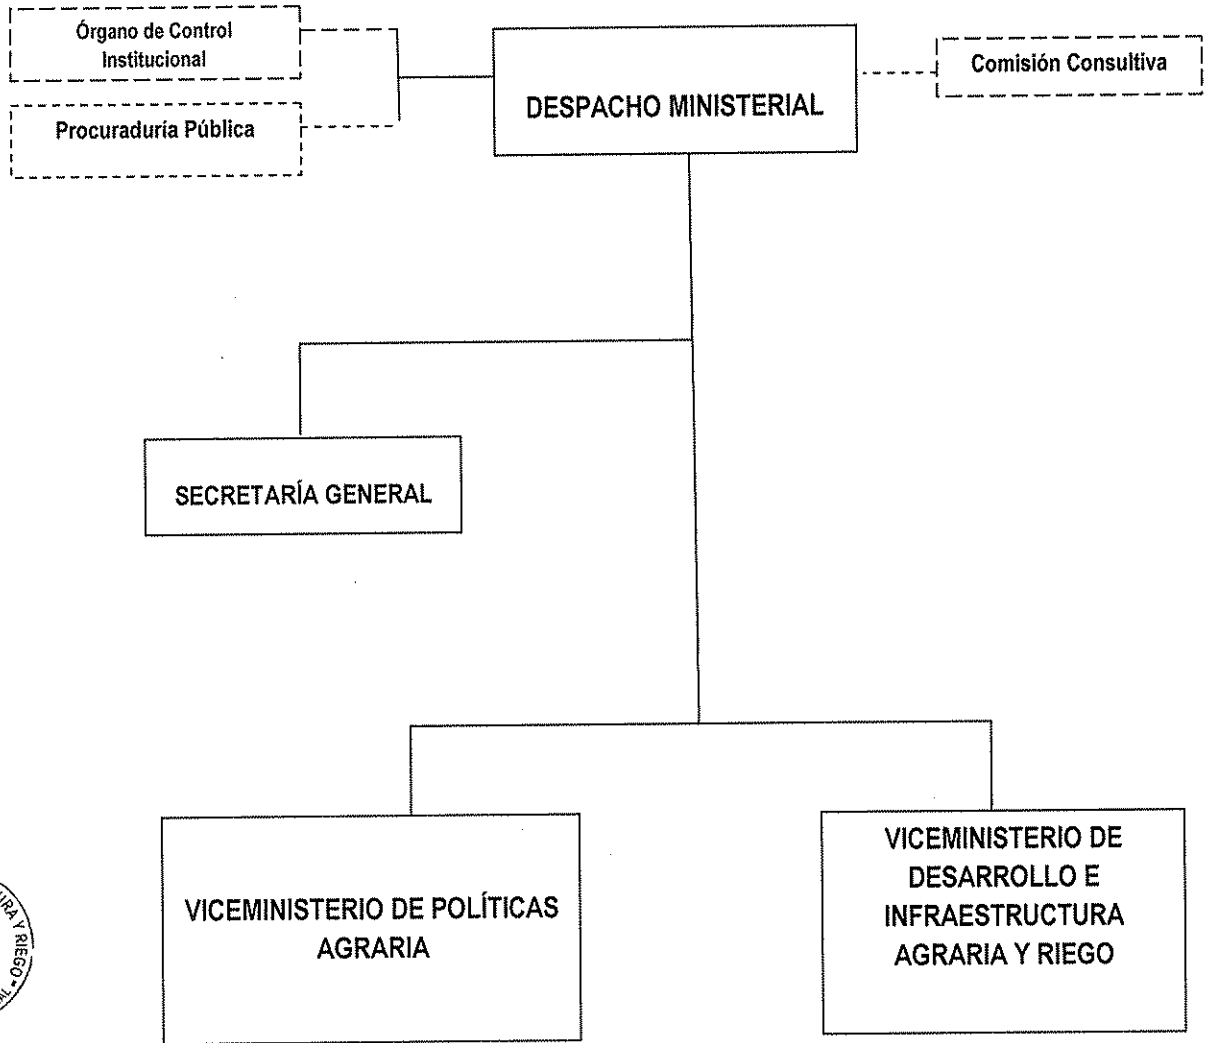 Órgano de Control
Institucional
Procuraduría Pública
DESPACHO MINISTERIAL
Comisión Consultiva
SECRETARÍA GENERAL
VICEMINISTERIO DE POLÍTICAS
AGRARIA
VICEMINISTERIO DE
DESARROLLO E
INFRAESTRUCTURA
AGRARIA Y RIEGO
Y RIEGO